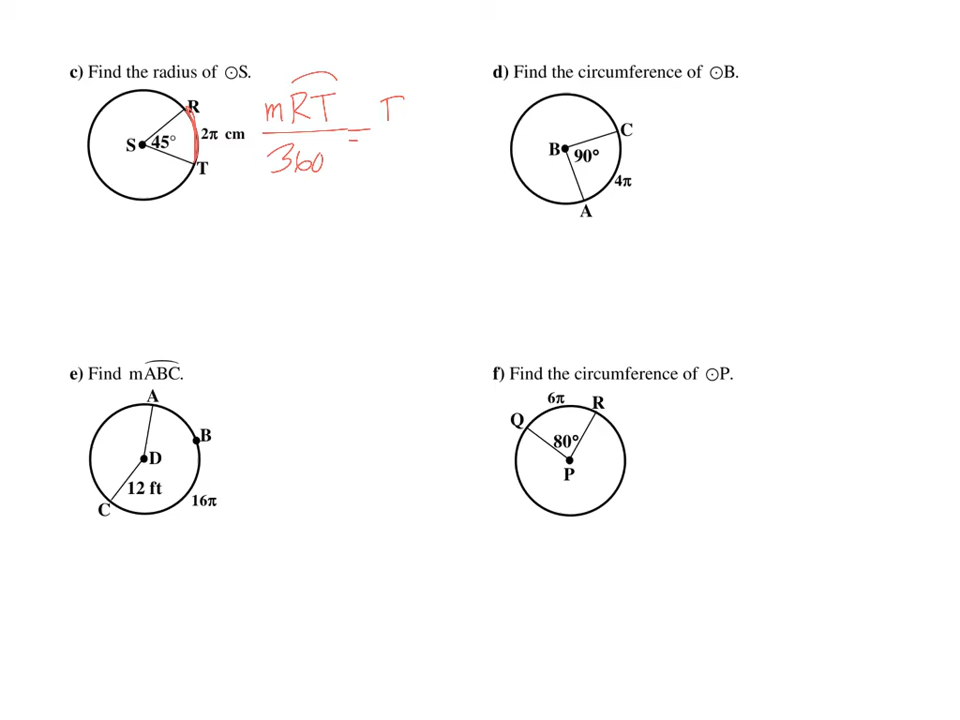 c) Find the radius of ⊙S.
R
2π cm
S 45°
T
mRT = T
360
d) Find the circumference of ⊙B.
C
B 90°
4π
A
e) Find mABC.
A
B
D
12 ft
16π
C
f) Find the circumference of ⊙P.
6π
R
Q
80°
P